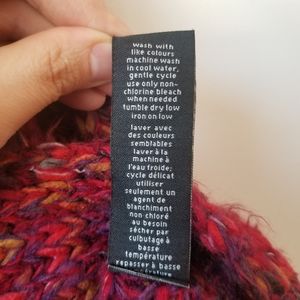 wash with
like colours
machine wash
in cool water,
gentle cycle
use only non-
chlorine bleach
when needed
tumble dry low
iron on low
laver avec
des couleurs
semblables
laver à la
machine à
l'eau froide;
cycle délicat
utiliser
seulement un
agent de
blanchiment
non chloré
au besoin
sécher par
culbutage à
basse
température
repasser à basse
température